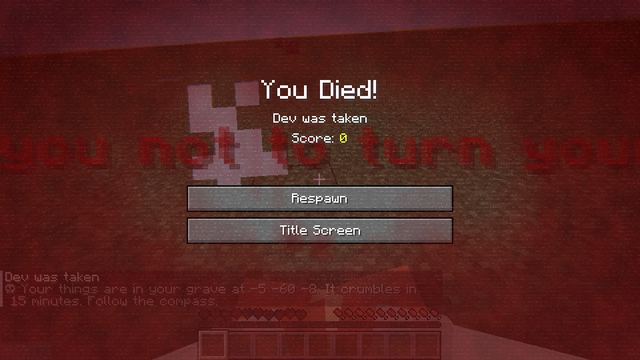 You Died!
Dev was taken
Score: 0
you not to turn you
Respawn
Title Screen
Dev was taken
☠ Your things are in your grave at -5 -60 -8. It crumbles in
15 minutes. Follow the compass.